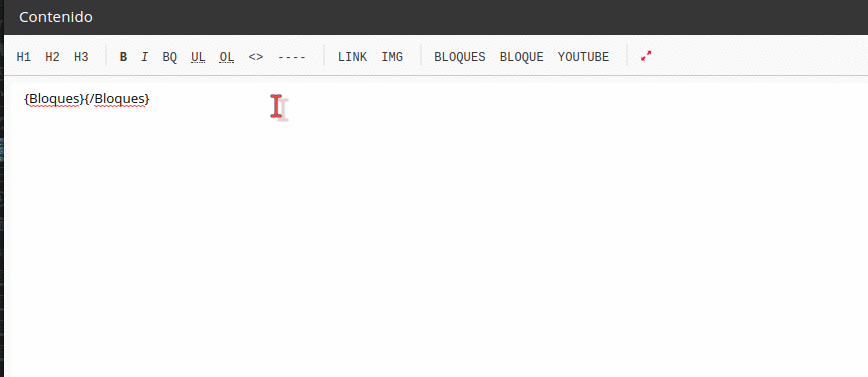 Contenido
H1 H2 H3 B I BQ UL OL <> ---- LINK IMG BLOQUES BLOQUE YOUTUBE
{Bloques}{/Bloques}